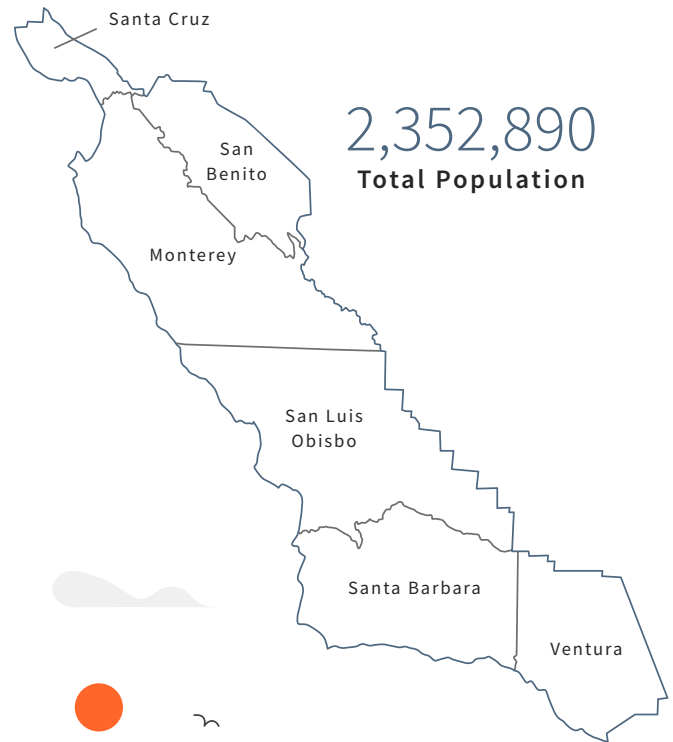 Santa Cruz
2,352,890
Total Population
San
Benito
Monterey
San Luis
Obisbo
Santa Barbara
Ventura